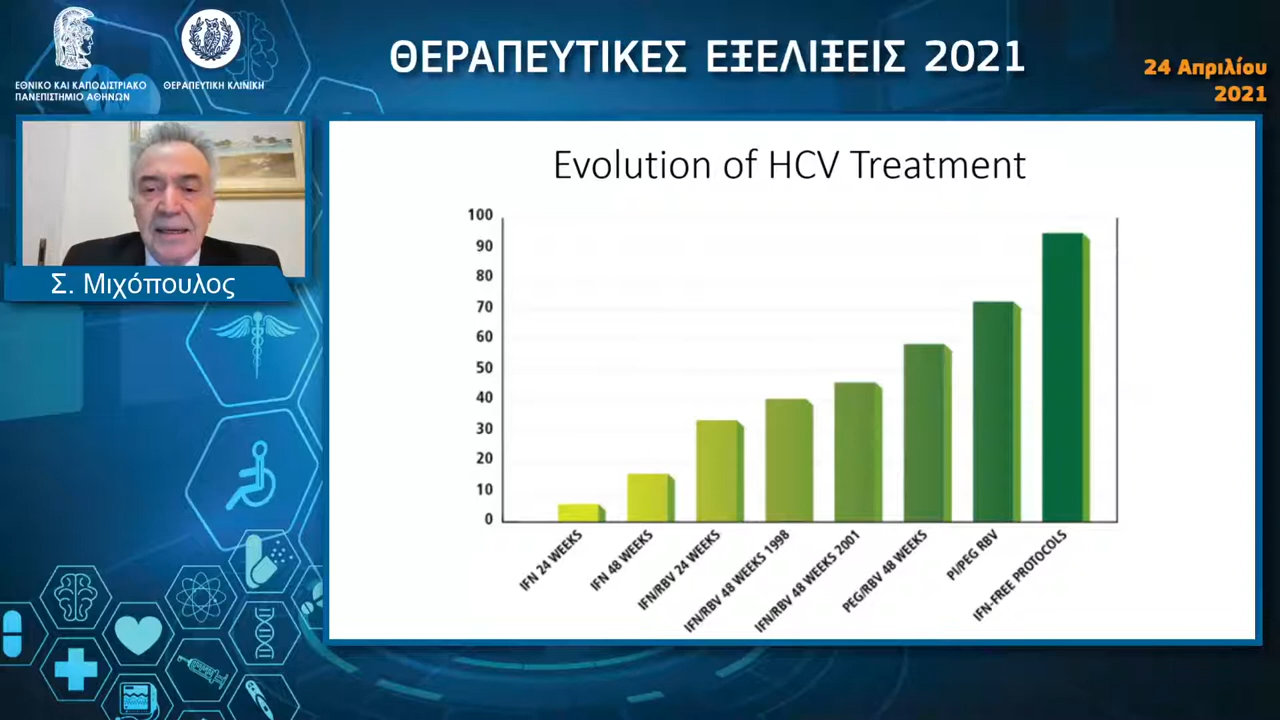 ΕΘΝΙΚΟ ΚΑΙ ΚΑΠΟΔΙΣΤΡΙΑΚΟ
ΠΑΝΕΠΙΣΤΗΜΙΟ ΑΘΗΝΩΝ
ΘΕΡΑΠΕΥΤΙΚΗ ΚΛΙΝΙΚΗ
ΘΕΡΑΠΕΥΤΙΚΕΣ ΕΞΕΛΙΞΕΙΣ 2021
24 Απριλίου
2021
Σ. Μιχόπουλος
Evolution of HCV Treatment
100
90
80
70
60
50
40
30
20
10
0
IFN 24 WEEKS
IFN 48 WEEKS
IFN/RBV 24 WEEKS
IFN/RBV 48 WEEKS 1998
IFN/RBV 48 WEEKS 2001
PEG/RBV 48 WEEKS
PI/PEG RBV
IFN-FREE PROTOCOLS